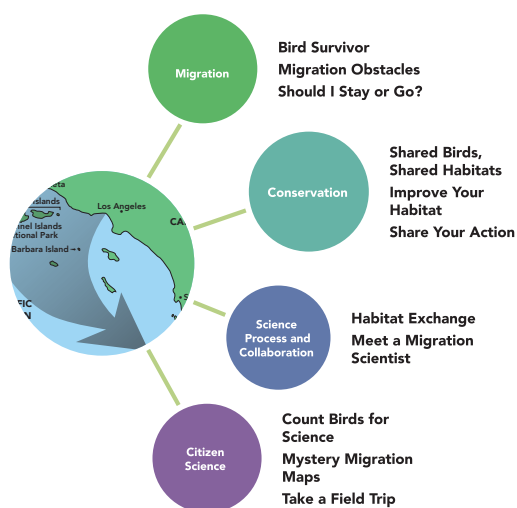 Migration
Bird Survivor
Migration Obstacles
Should I Stay or Go?
Conservation
Shared Birds,
Shared Habitats
Improve Your
Habitat
Share Your Action
Los Angeles
Barbara Island
Science
Process and
Collaboration
Habitat Exchange
Meet a Migration
Scientist
Citizen
Science
Count Birds for
Science
Mystery Migration
Maps
Take a Field Trip